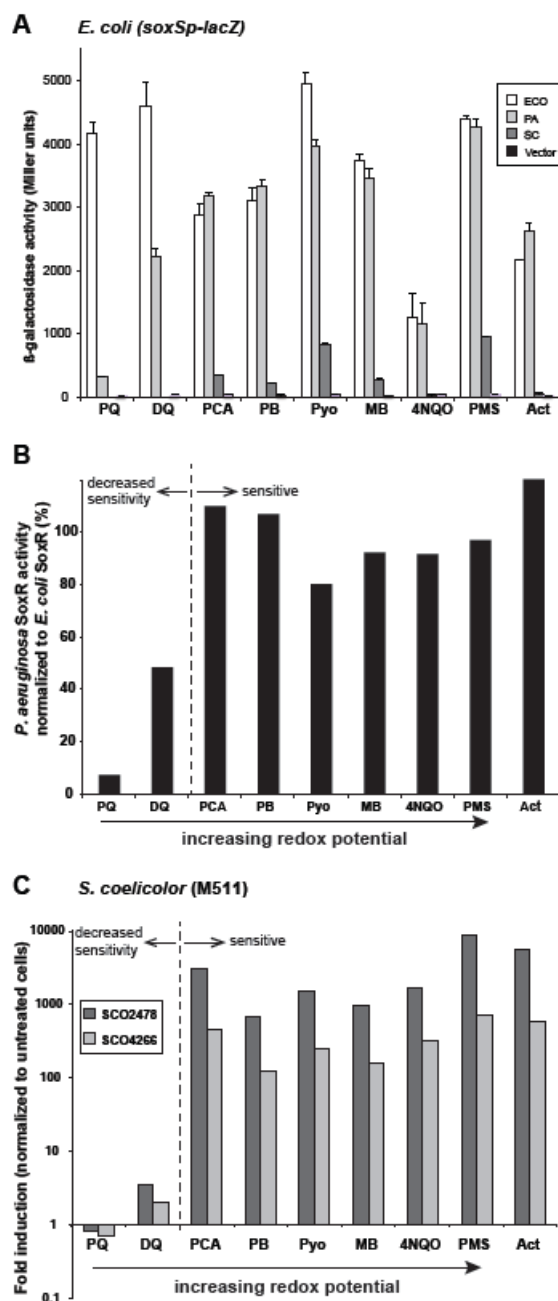 A
E. coli (soxSp-lacZ)
ß-galactosidase activity (Miller units)
5000
4000
3000
2000
1000
0
ECO
PA
SC
Vector
PQ DQ PCA PB Pyo MB 4NQO PMS Act
B
P. aeruginosa SoxR activity
normalized to E. coli SoxR (%)
decreased
sensitivity
sensitive
100
80
60
40
20
0
PQ DQ PCA PB Pyo MB 4NQO PMS Act
increasing redox potential
C
S. coelicolor (M511)
Fold induction (normalized to untreated cells)
10000
decreased
sensitivity
sensitive
1000
SCO2478
SCO4266
100
10
1
PQ DQ PCA PB Pyo MB 4NQO PMS Act
0.1
increasing redox potential